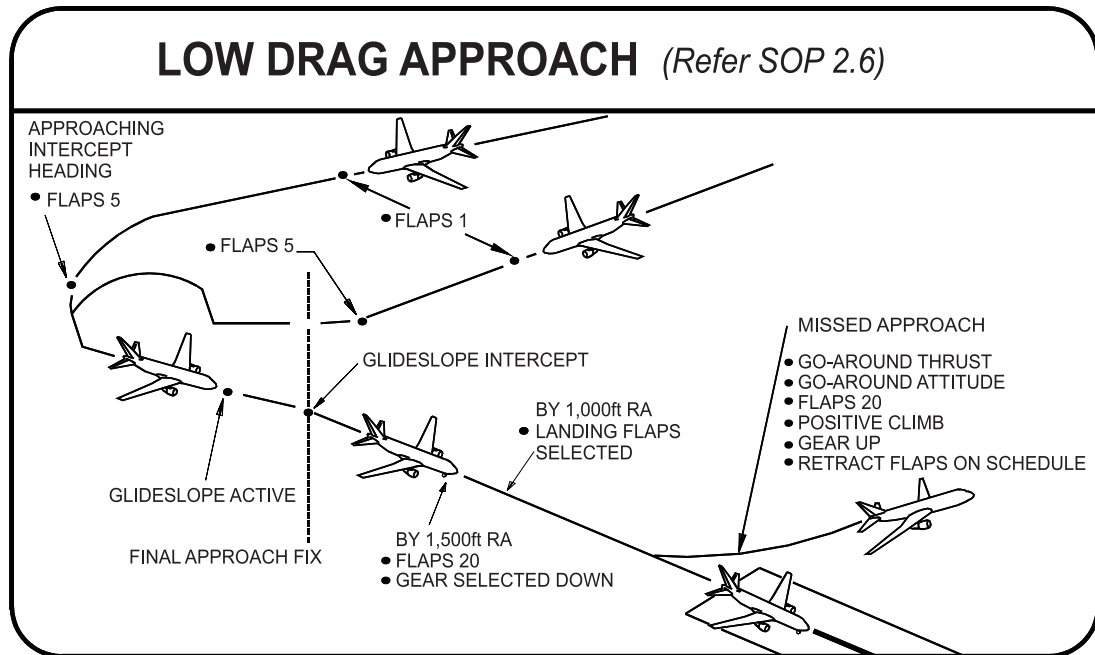 LOW DRAG APPROACH (Refer SOP 2.6)
APPROACHING
INTERCEPT
HEADING
• FLAPS 5
• FLAPS 1
• FLAPS 5
MISSED APPROACH
• GO-AROUND THRUST
• GO-AROUND ATTITUDE
• FLAPS 20
• POSITIVE CLIMB
• GEAR UP
• RETRACT FLAPS ON SCHEDULE
GLIDESLOPE INTERCEPT
BY 1,000ft RA
• LANDING FLAPS
SELECTED
GLIDESLOPE ACTIVE
FINAL APPROACH FIX
BY 1,500ft RA
• FLAPS 20
• GEAR SELECTED DOWN